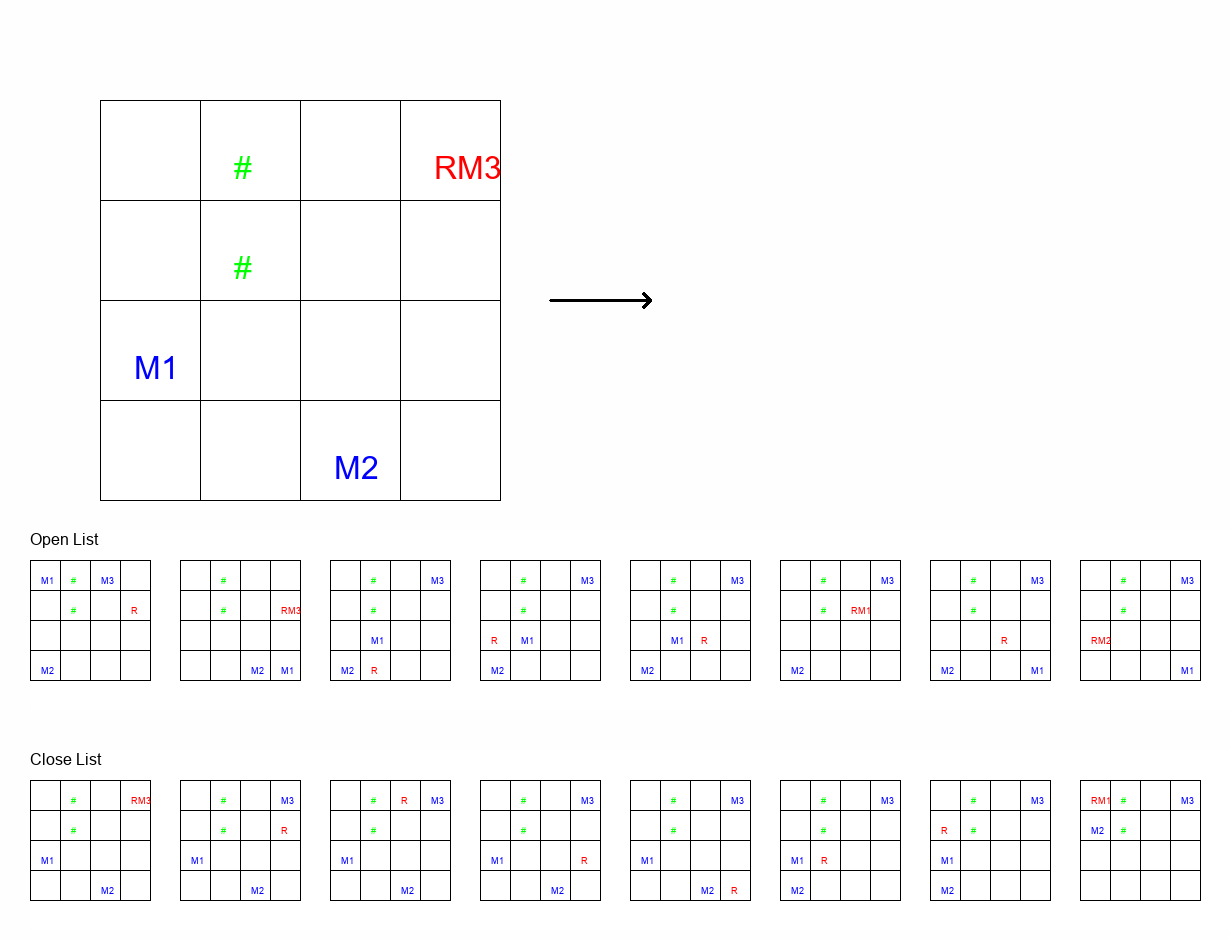 # RM3
#
M1
M2
Open List
M1 # M3 # # M3 # M3 # M3 # M3 # M3 # M3
# R # RM3 # # # # RM1 # #
M1 R M1 M1 R R RM2
M2 M2 M1 M2 R M2 M2 M2 M2 M1 M1
Close List
# RM3 # M3 # R M3 # M3 # M3 # M3 # M3 RM1 # M3
# # R # # # # R # M2 #
M1 M1 M1 M1 R M1 M1 R M1
M2 M2 M2 M2 M2 R M2 M2